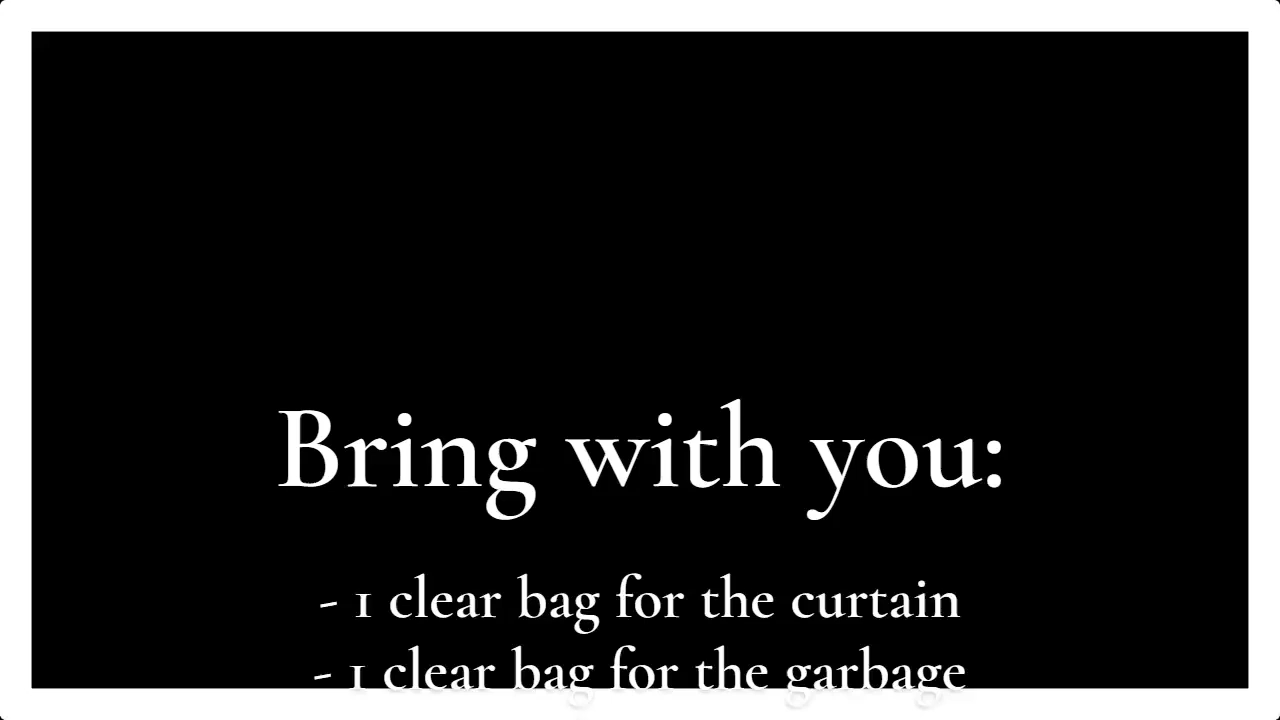 Bring with you:
- 1 clear bag for the curtain
- 1 clear bag for the garbage